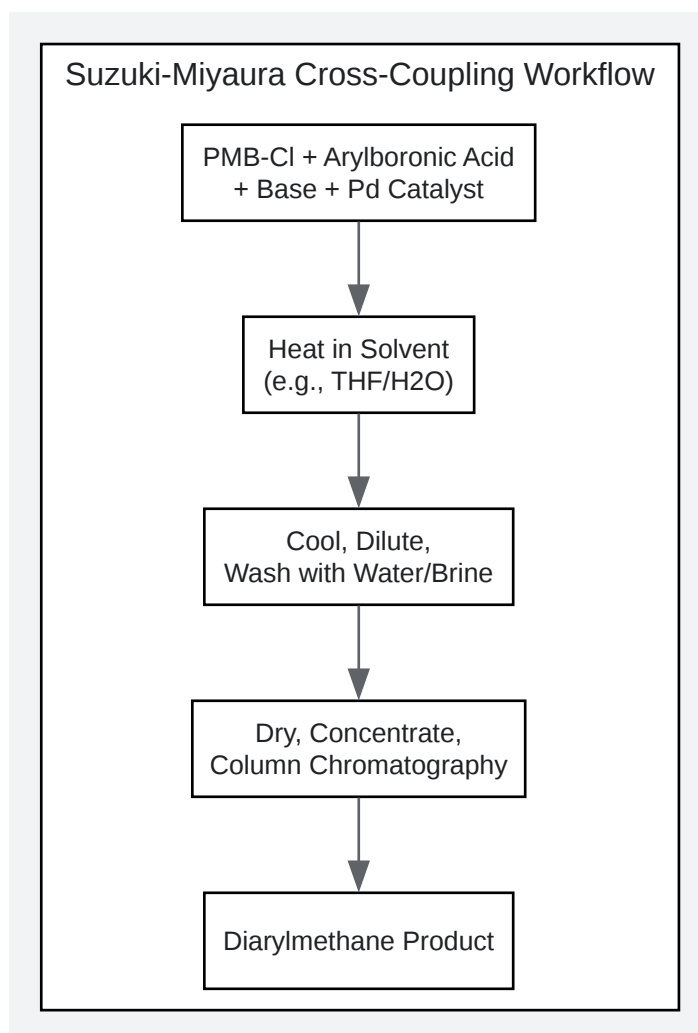 Suzuki-Miyaura Cross-Coupling Workflow
PMB-Cl + Arylboronic Acid
+ Base + Pd Catalyst
Heat in Solvent
(e.g., THF/H2O)
Cool, Dilute,
Wash with Water/Brine
Dry, Concentrate,
Column Chromatography
Diarylmethane Product